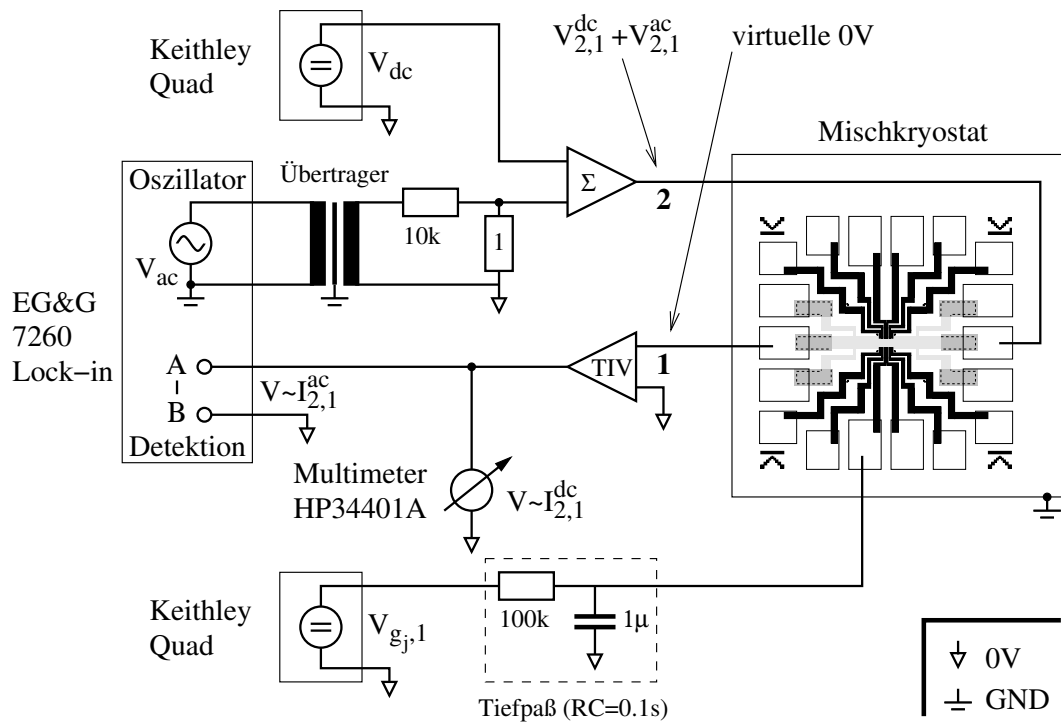 Keithley
Quad
V_dc
V^dc_2,1 + V^ac_2,1
virtuelle 0V
Mischkryostat
Oszillator
Übertrager
Σ
2
10k
1
V_ac
EG&G
7260
Lock–in
A
B
Detektion
V~I^ac_2,1
TIV
1
Multimeter
HP34401A
V~I^dc_2,1
Keithley
Quad
V_g_j,1
100k
1µ
Tiefpaß (RC=0.1s)
0V
GND